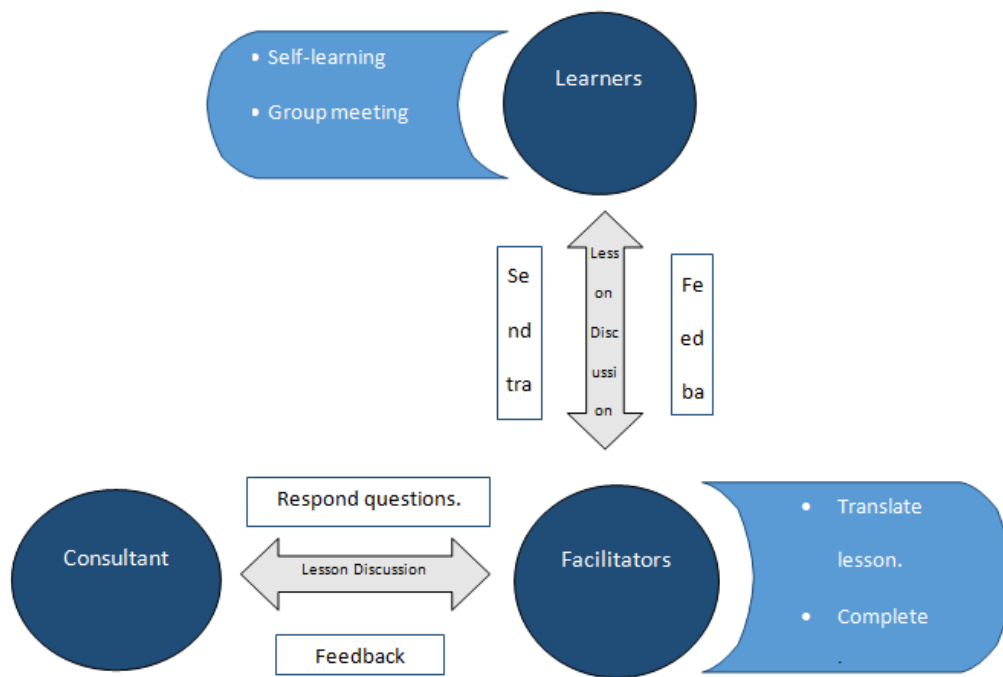 • Self-learning
• Group meeting
Learners
Se
nd
tra
Less
on
Disc
ussi
on
Fe
ed
ba
Respond questions.
Consultant
Lesson Discussion
Feedback
Facilitators
• Translate
lesson.
• Complete
.